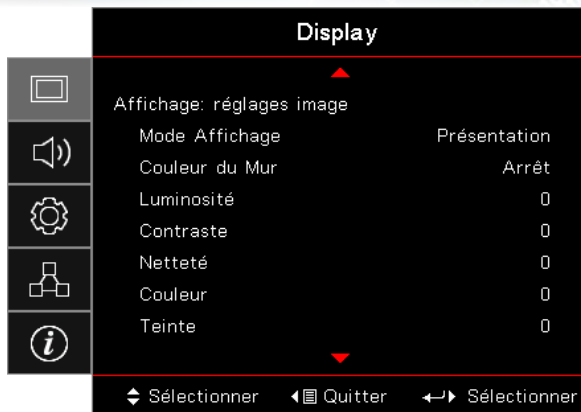 Display
Affichage: réglages image
Mode Affichage Présentation
Couleur du Mur Arrêt
Luminosité 0
Contraste 0
Netteté 0
Couleur 0
Teinte 0
Sélectionner Quitter Sélectionner